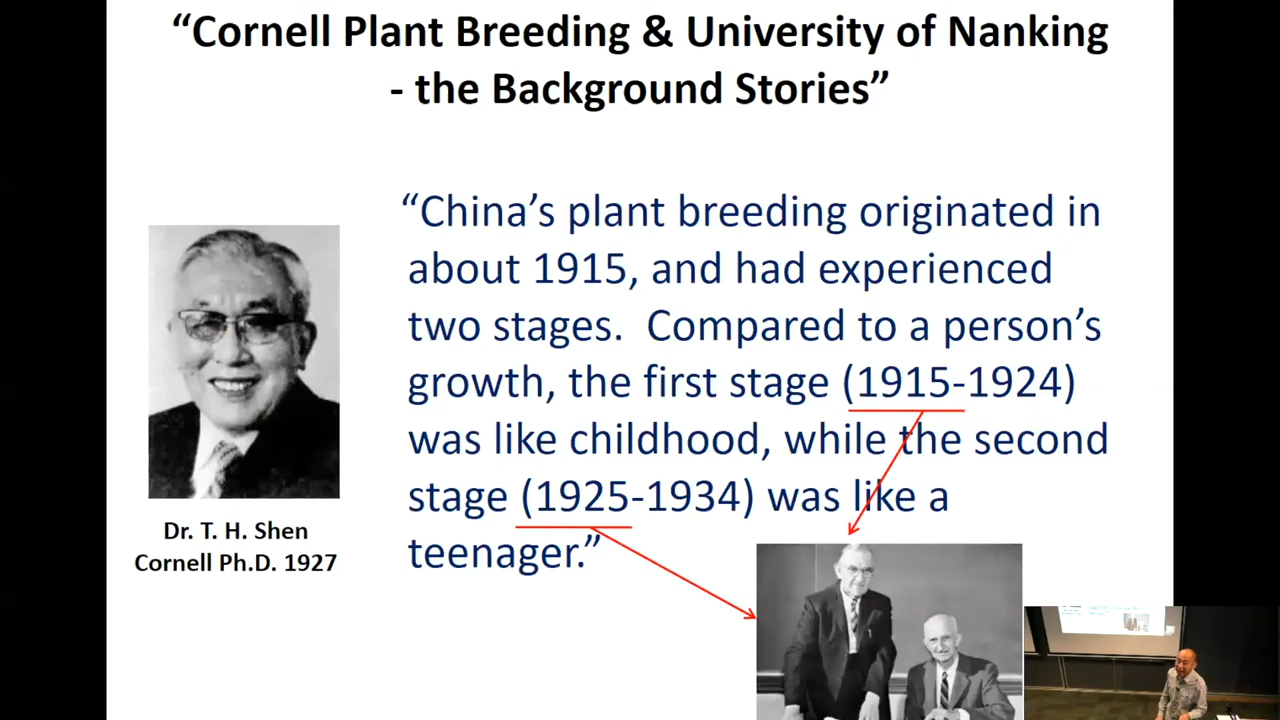 “Cornell Plant Breeding & University of Nanking
- the Background Stories”
“China’s plant breeding originated in
about 1915, and had experienced
two stages.  Compared to a person’s
growth, the first stage (1915-1924)
was like childhood, while the second
stage (1925-1934) was like a
teenager.”
Dr. T. H. Shen
Cornell Ph.D. 1927